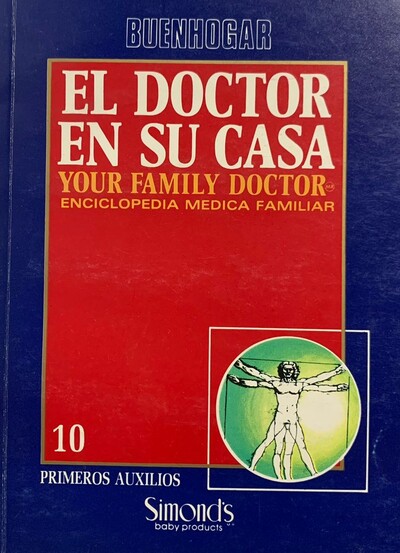 BUENHOGAR
EL DOCTOR
EN SU CASA
YOUR FAMILY DOCTOR
ENCICLOPEDIA MEDICA FAMILIAR
10
PRIMEROS AUXILIOS
Simond's
baby products